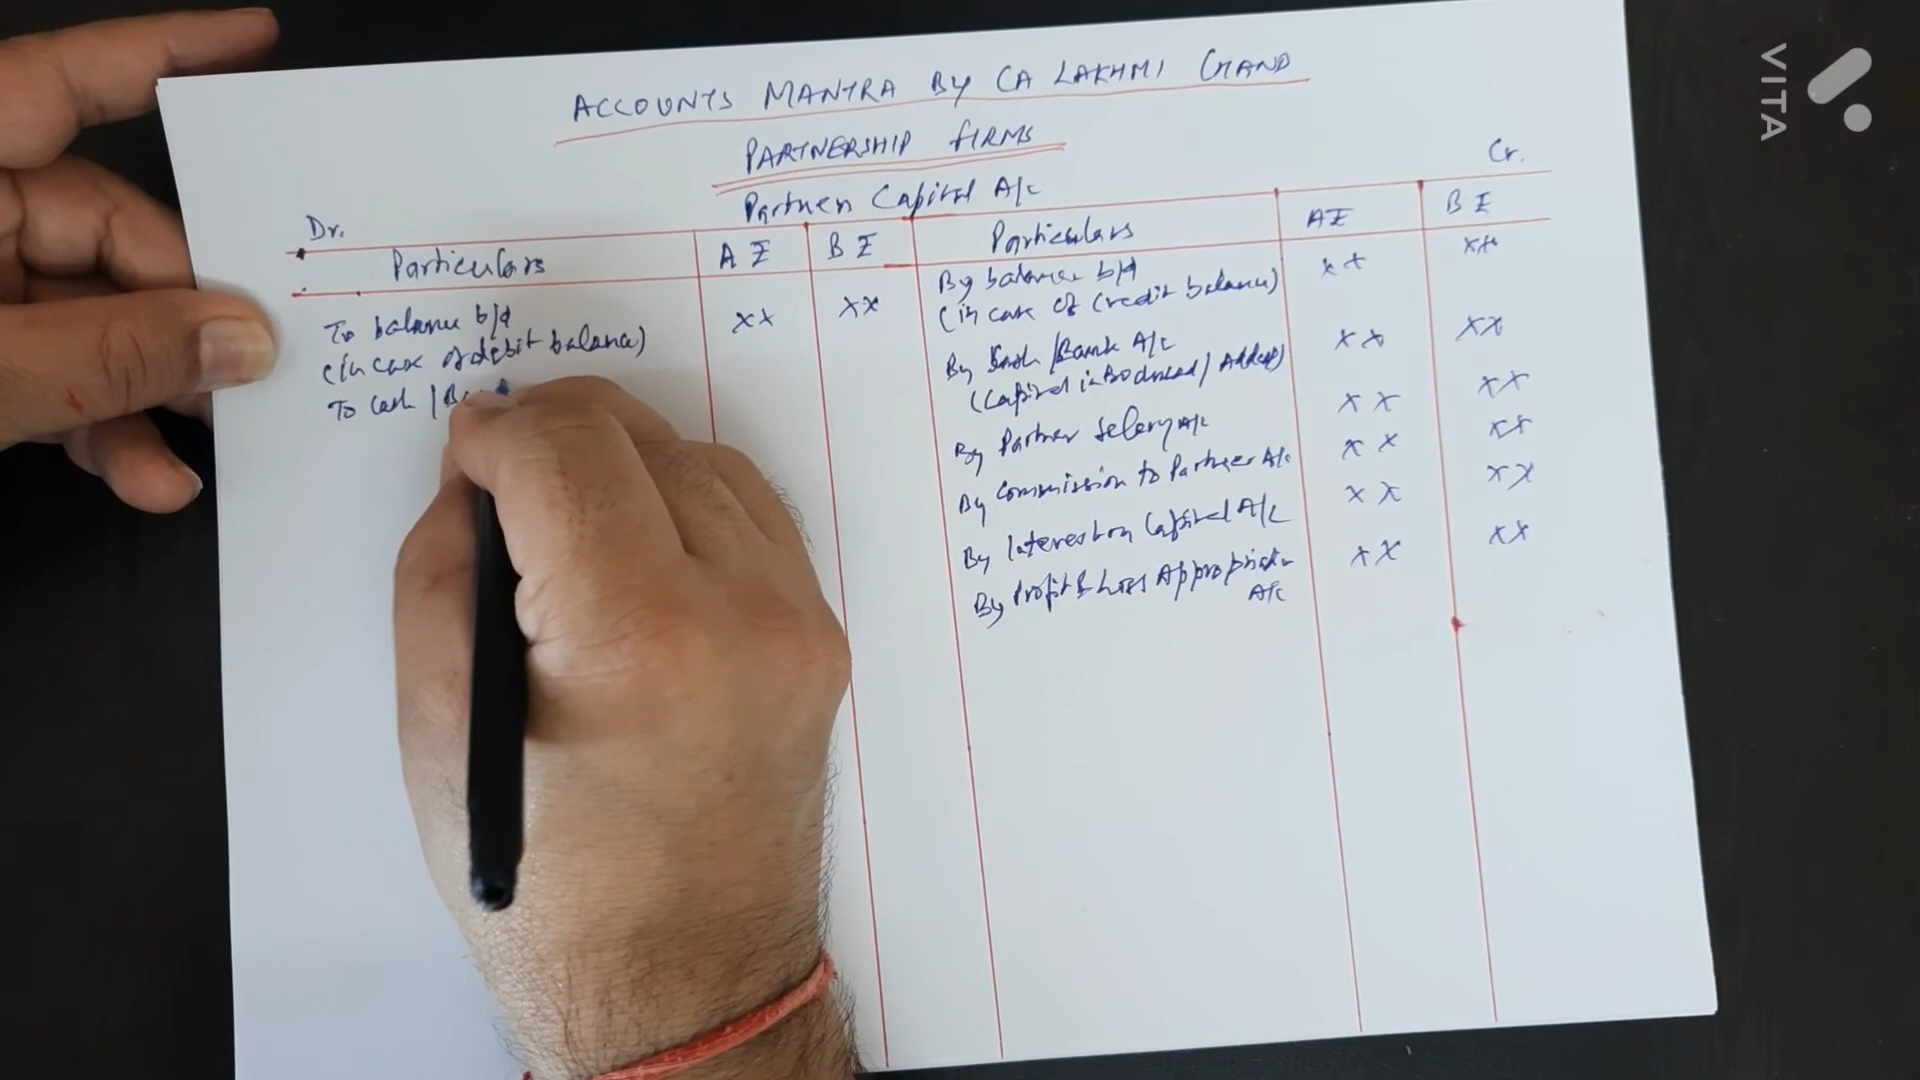 ACCOUNTS MANTRA BY CA LAKHMI CHAND
PARTNERSHIP FIRMS
Partner Capital A/c
Dr.
Cr.
Particulars A ₹ B ₹ Particulars A ₹ B ₹
To balance b/d xx xx
(in case of debit balance)
To Cash /
By balance b/d xx xx
(in case of credit balance)
By Cash /Bank A/c xx xx
(Capital introduced / Added)
By Partner Salary A/c xx xx
By Commission to Partner A/c xx xx
By Interest on Capital A/c xx xx
By Profit & Loss Appropriation xx xx
A/c
VITA